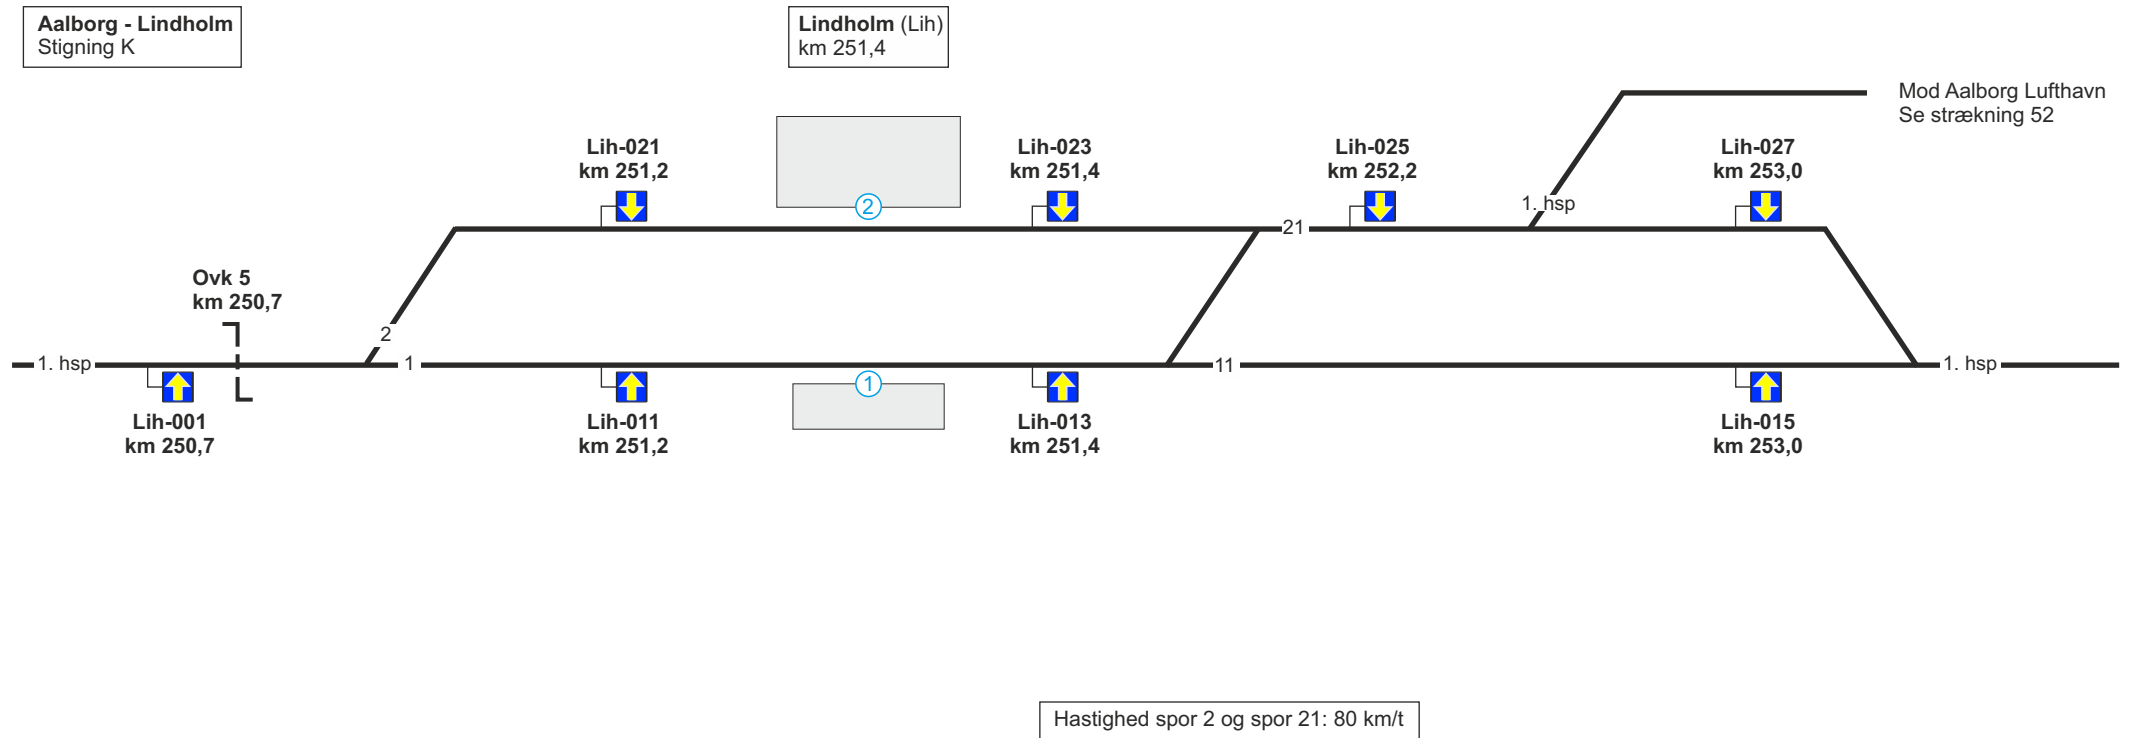 Aalborg - Lindholm
Stigning K
Lindholm (Lih)
km 251,4
Mod Aalborg Lufthavn
Se strækning 52
Lih-021
km 251,2
Lih-023
km 251,4
Lih-025
km 252,2
Lih-027
km 253,0
2
1. hsp
21
Ovk 5
km 250,7
2
1. hsp
1
11
1. hsp
1
Lih-001
km 250,7
Lih-011
km 251,2
Lih-013
km 251,4
Lih-015
km 253,0
Hastighed spor 2 og spor 21: 80 km/t